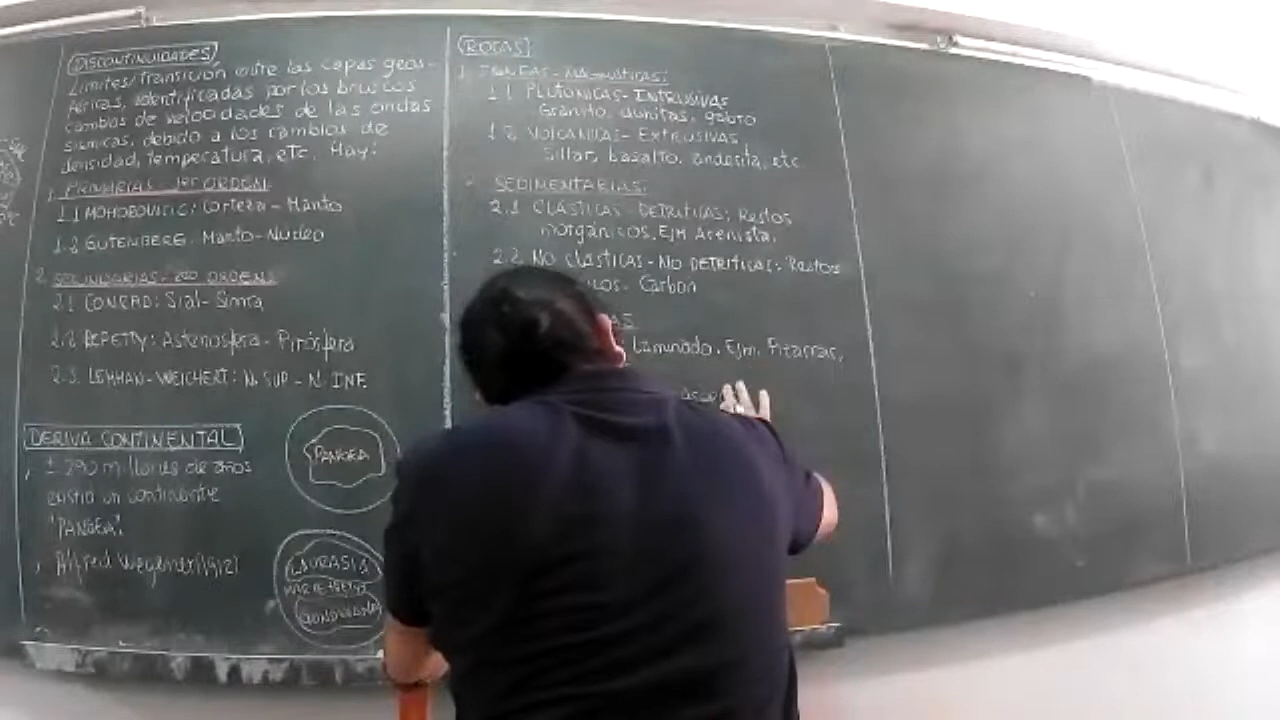 DISCONTINUIDADES
Límites/transición entre las capas geos-
féricas, identificadas por los bruscos
cambios de velocidades de las ondas
sísmicas, debido a los cambios de
densidad, temperatura, etc. Hay:
1. PRIMARIAS 1er ORDEN
1.1 MOHOROVICIC: Corteza - Manto
1.2 GUTENBERG: Manto - Nucleo
2. SECUNDARIAS - 2do ORDEN:
2.1 CONRAD: Sial - Sima
2.2 REPETTY: Astenosfera - Pirósfera
2.3. LEHMAN - WEICHERT: N. SUP - N. INF.
DERIVA CONTINENTAL
290 millones de años
existió un continente
"PANGEA".
Alfred Wegener (1912)
PANGEA
LAURASIA
GONDWANA
ROCAS
1. ÍGNEAS - MAGMÁTICAS:
1.1 PLUTÓNICAS - INTRUSIVAS
Granito, dunitas, gabro
1.2 VOLCÁNICAS - EXTRUSIVAS
Sillar, basalto, andesita, etc
2. SEDIMENTARIAS:
2.1 CLÁSTICAS - DETRÍTICAS: Restos
inorgánicos. Ejm Arenista.
2.2 NO CLÁSTICAS - NO DETRÍTICAS: Restos
Carbón
Laminado. Ejm. Pizarras,